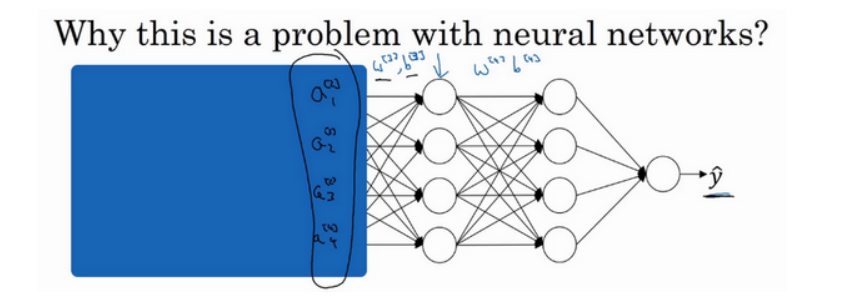 Why this is a problem with neural networks?
w^[3], b^[3]
w^[4] b^[4]
a_1^[2]
a_2^[2]
a_3^[2]
a_4^[2]
ŷ